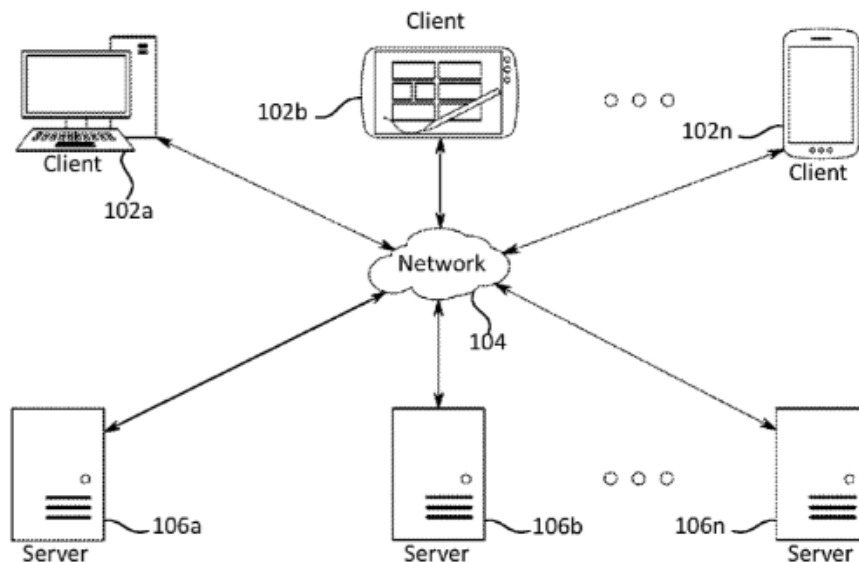 Client
102b
102n
Client
Client
102a
Network
104
106a
106b
106n
Server
Server
Server